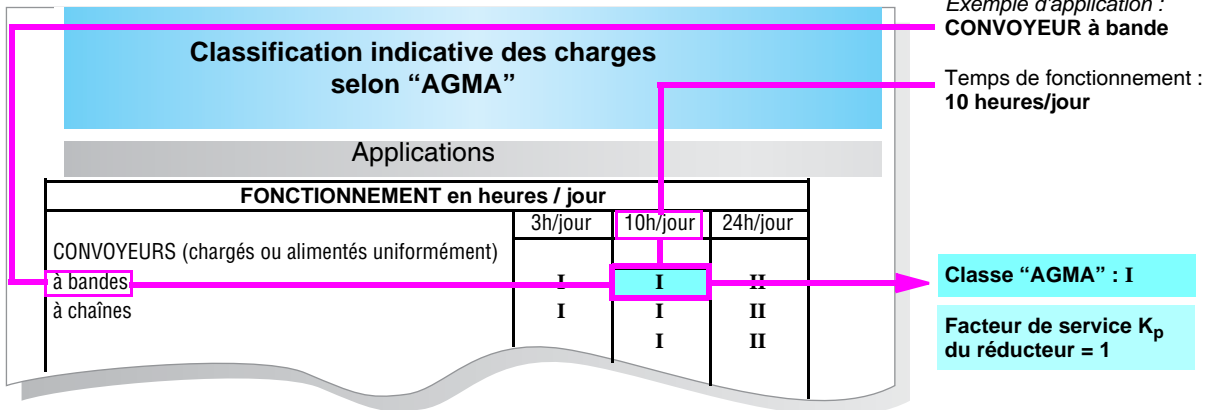 Exemple d'application :
CONVOYEUR à bande
Temps de fonctionnement :
10 heures/jour
Classification indicative des charges
selon “AGMA”
Applications
FONCTIONNEMENT en heures / jour
3h/jour 10h/jour 24h/jour
CONVOYEURS (chargés ou alimentés uniformément)
à bandes I I II
à chaînes I I II
I II
Classe “AGMA” : I
Facteur de service Kp
du réducteur = 1